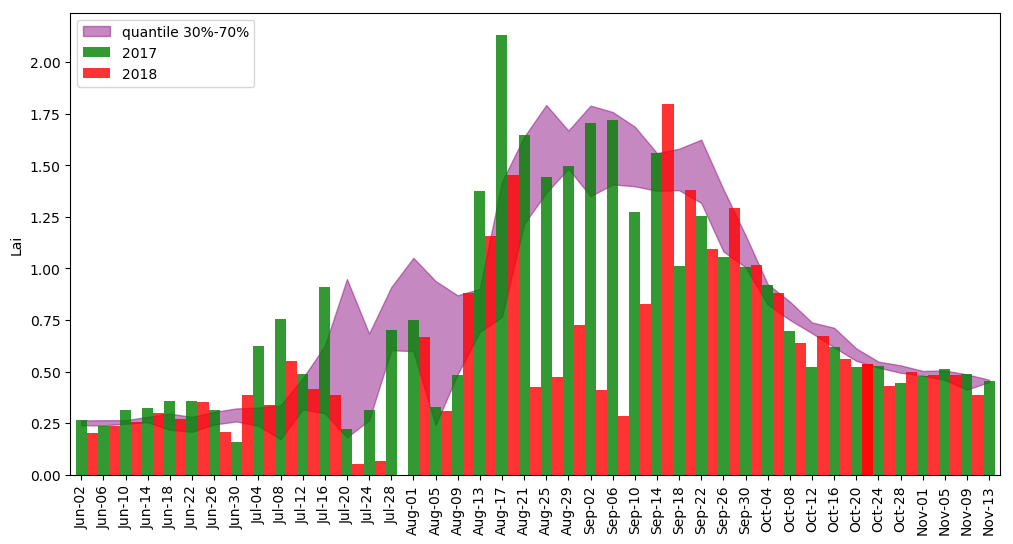 quantile 30%-70%
2017
2018
2.00
1.75
1.50
1.25
1.00
0.75
0.50
0.25
0.00
Lai
Jun-02
Jun-06
Jun-10
Jun-14
Jun-18
Jun-22
Jun-26
Jun-30
Jul-04
Jul-08
Jul-12
Jul-16
Jul-20
Jul-24
Jul-28
Aug-01
Aug-05
Aug-09
Aug-13
Aug-17
Aug-21
Aug-25
Aug-29
Sep-02
Sep-06
Sep-10
Sep-14
Sep-18
Sep-22
Sep-26
Sep-30
Oct-04
Oct-08
Oct-12
Oct-16
Oct-20
Oct-24
Oct-28
Nov-01
Nov-05
Nov-09
Nov-13